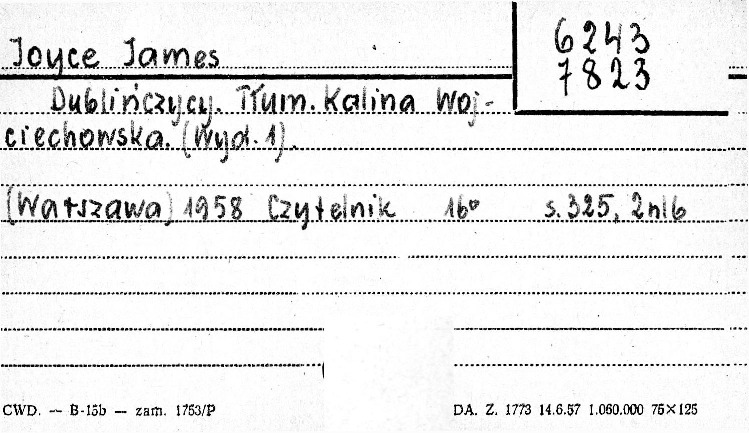 Joyce James
6243
7823
Dublińczycy. Tłum. Kalina Woj-
ciechowska. (Wyd. 1).
(Warszawa) 1958 Czytelnik 16° s. 325, 2nlb
CWD. — B-15b — zam. 1753/P
DA. Z. 1773 14.6.57 1.060.000 75×125